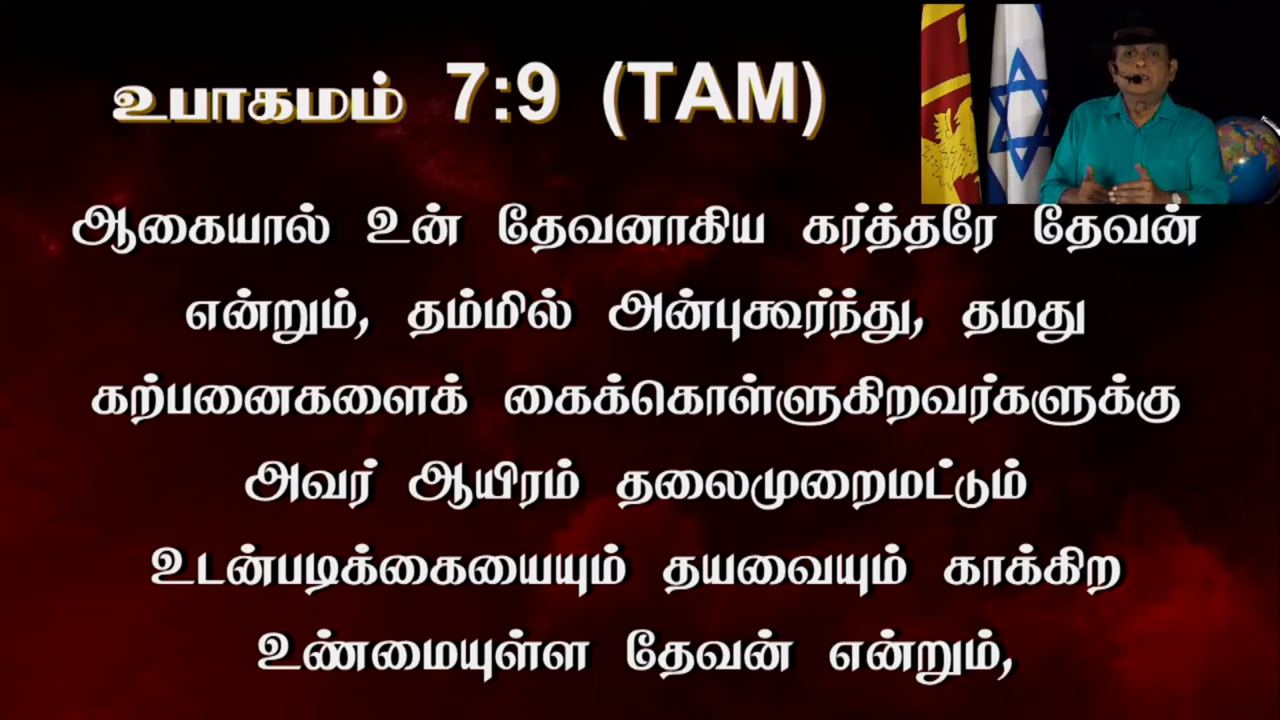 உபாகமம் 7:9 (TAM)
ஆகையால் உன் தேவனாகிய கர்த்தரே தேவன்
என்றும், தம்மில் அன்புகூர்ந்து, தமது
கற்பனைகளைக் கைக்கொள்ளுகிறவர்களுக்கு
அவர் ஆயிரம் தலைமுறைமட்டும்
உடன்படிக்கையையும் தயவையும் காக்கிற
உண்மையுள்ள தேவன் என்றும்,